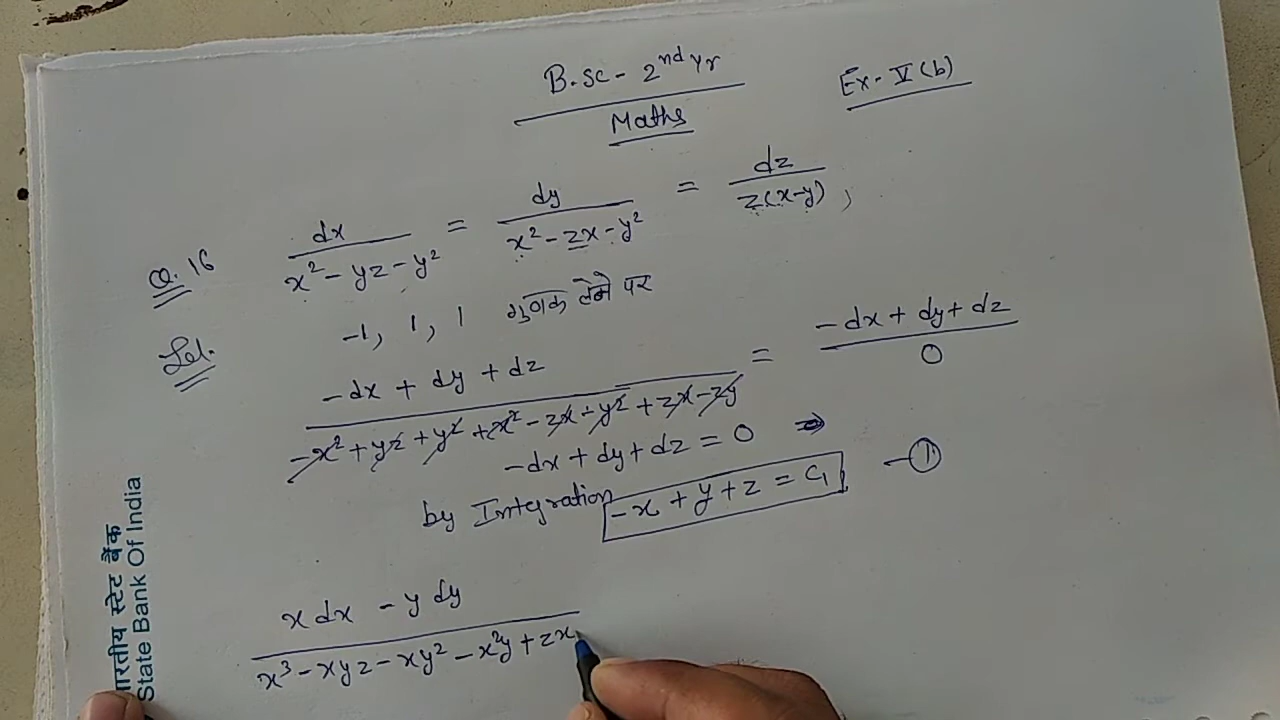 B.Sc - 2nd Yr
Maths
Ex - V(b)
Q. 16 dx/(x² - yz - y²) = dy/(x² - zx - y²) = dz/(z(x-y)),
Sol. -1, 1, 1 गुणक लेने पर
(-dx + dy + dz)/(-x² + yz + y² + x² - zx - y² + zx - zy) = (-dx + dy + dz)/0
-dx + dy + dz = 0 ⇒
by Integration -x + y + z = C₁ —①
(x dx - y dy)/(x³ - xyz - xy² - x²y + zx
भारतीय स्टेट बैंक
State Bank Of India